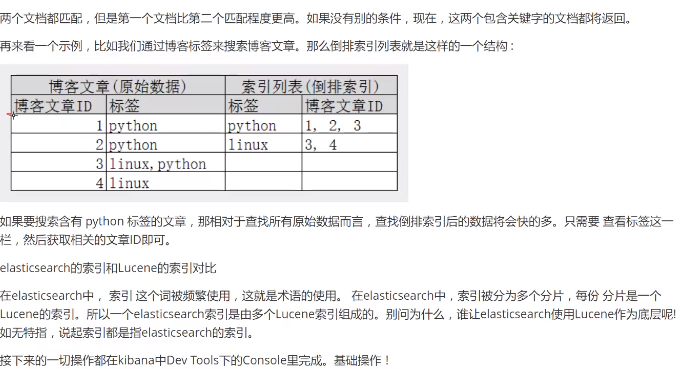 两个文档都匹配，但是第一个文档比第二个匹配程度更高。如果没有别的条件，现在，这两个包含关键字的文档都将返回。
再来看一个示例，比如我们通过博客标签来搜索博客文章。那么倒排索引列表就是这样的一个结构：
博客文章(原始数据) 索引列表(倒排索引)
博客文章ID 标签 标签 博客文章ID
1 python python 1, 2, 3
2 python linux 3, 4
3 linux,python
4 linux
如果要搜索含有 python 标签的文章，那相对于查找所有原始数据而言，查找倒排索引后的数据将会快的多。只需要 查看标签这一
栏，然后获取相关的文章ID即可。
elasticsearch的索引和Lucene的索引对比
在elasticsearch中， 索引 这个词被频繁使用，这就是术语的使用。 在elasticsearch中，索引被分为多个分片，每份 分片是一个
Lucene的索引。所以一个elasticsearch索引是由多个Lucene索引组成的。别问为什么，谁让elasticsearch使用Lucene作为底层呢!
如无特指，说起索引都是指elasticsearch的索引。
接下来的一切操作都在kibana中Dev Tools下的Console里完成。基础操作！